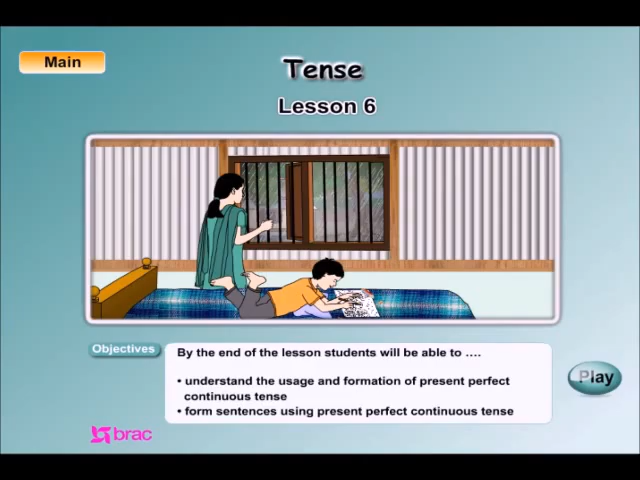 Main
Tense
Lesson 6
Objectives
By the end of the lesson students will be able to ....
• understand the usage and formation of present perfect
continuous tense
• form sentences using present perfect continuous tense
Play
brac